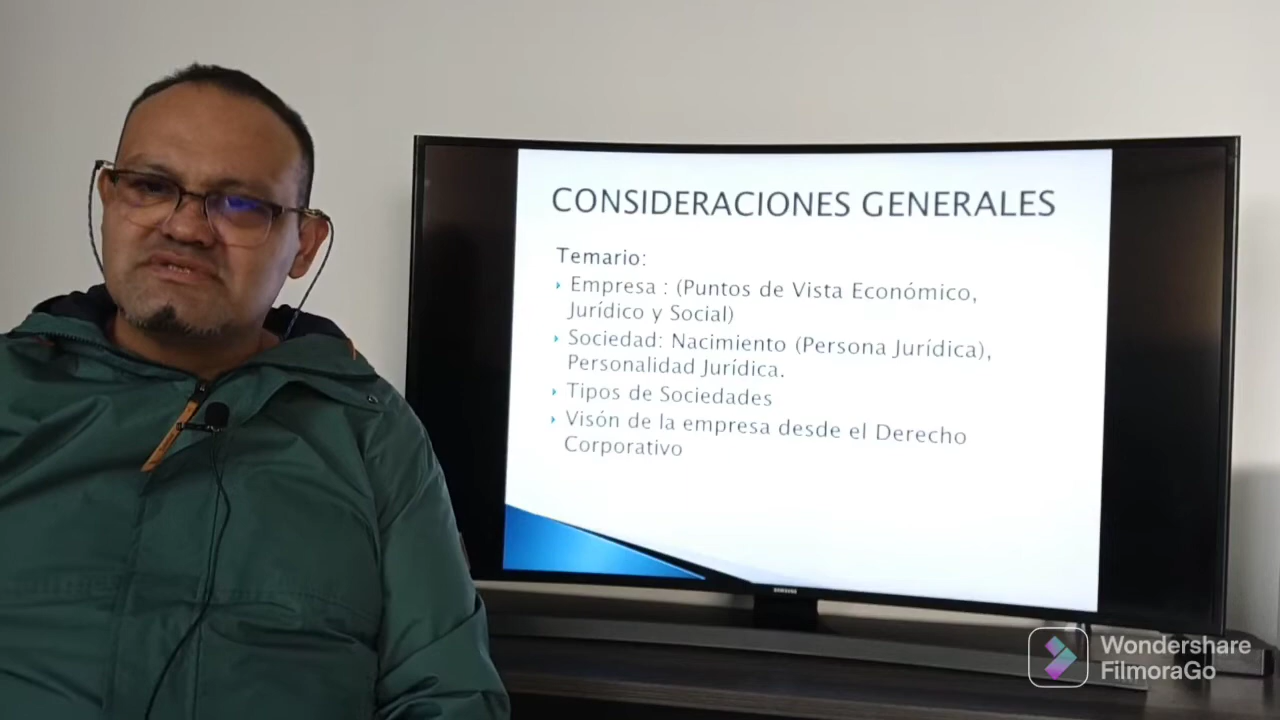 CONSIDERACIONES GENERALES
Temario:
Empresa : (Puntos de Vista Económico,
Jurídico y Social)
Sociedad: Nacimiento (Persona Jurídica),
Personalidad Jurídica.
Tipos de Sociedades
Visón de la empresa desde el Derecho
Corporativo
SAMSUNG
Wondershare
FilmoraGo